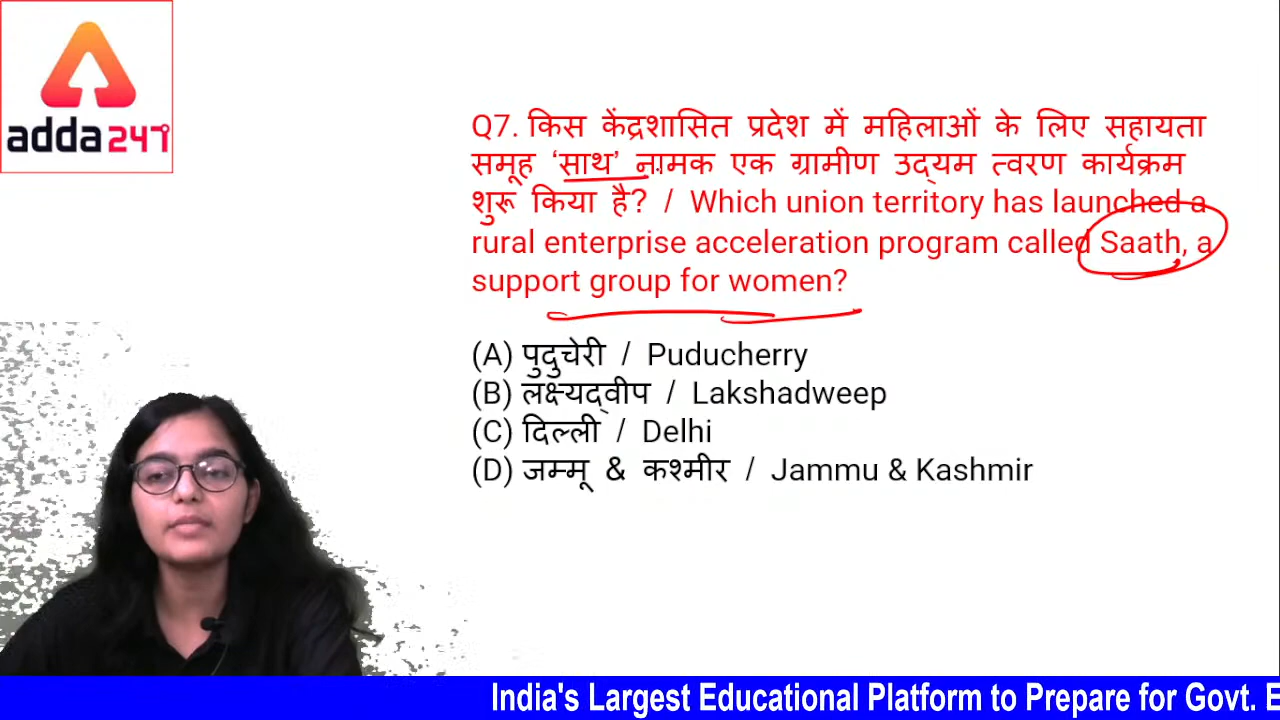 adda247
Q7. किस केंद्रशासित प्रदेश में महिलाओं के लिए सहायता
समूह ‘साथ’ नामक एक ग्रामीण उद्यम त्वरण कार्यक्रम
शुरू किया है? / Which union territory has launched a
rural enterprise acceleration program called Saath, a
support group for women?
(A) पुदुचेरी / Puducherry
(B) लक्ष्यद्वीप / Lakshadweep
(C) दिल्ली / Delhi
(D) जम्मू & कश्मीर / Jammu & Kashmir
India's Largest Educational Platform to Prepare for Govt. E